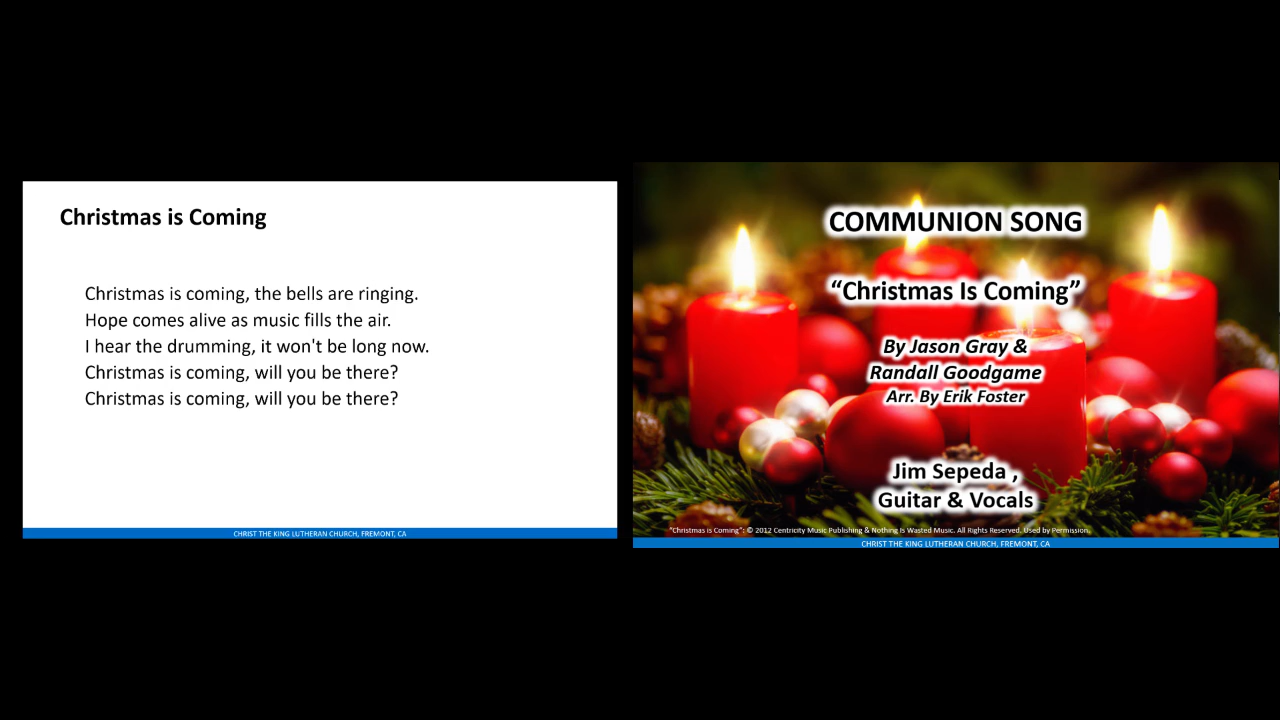 Christmas is Coming
Christmas is coming, the bells are ringing.
Hope comes alive as music fills the air.
I hear the drumming, it won't be long now.
Christmas is coming, will you be there?
Christmas is coming, will you be there?
CHRIST THE KING LUTHERAN CHURCH, FREMONT, CA
COMMUNION SONG
“Christmas Is Coming”
By Jason Gray &
Randall Goodgame
Arr. By Erik Foster
Jim Sepeda ,
Guitar & Vocals
“Christmas is Coming”: © 2012 Centricity Music Publishing & Nothing Is Wasted Music. All Rights Reserved. Used by Permission.
CHRIST THE KING LUTHERAN CHURCH, FREMONT, CA